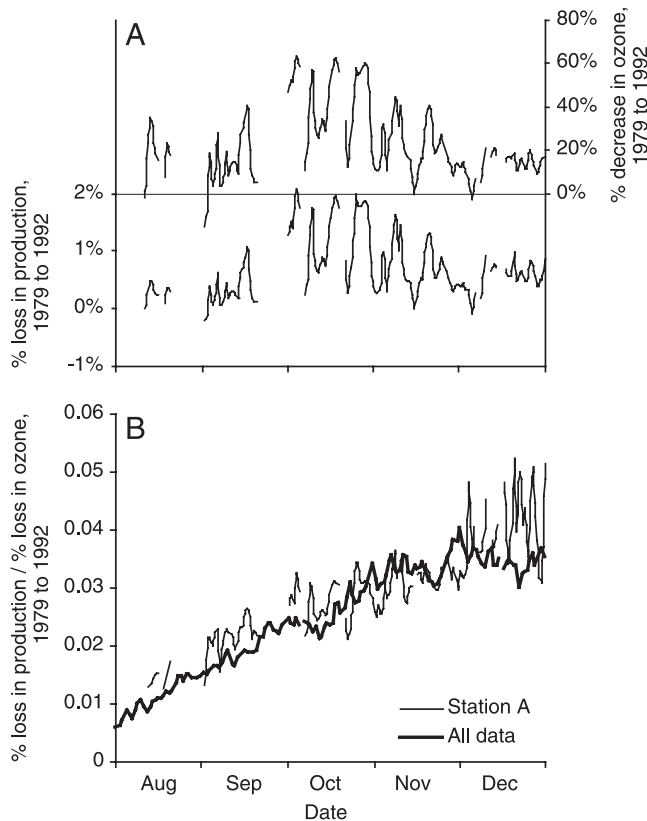 A
80%
60%
40%
20%
0%
% decrease in ozone,
1979 to 1992
2%
1%
0%
-1%
% loss in production,
1979 to 1992
B
0.06
0.05
0.04
0.03
0.02
0.01
0
% loss in production / % loss in ozone,
1979 to 1992
Station A
All data
Aug Sep Oct Nov Dec
Date